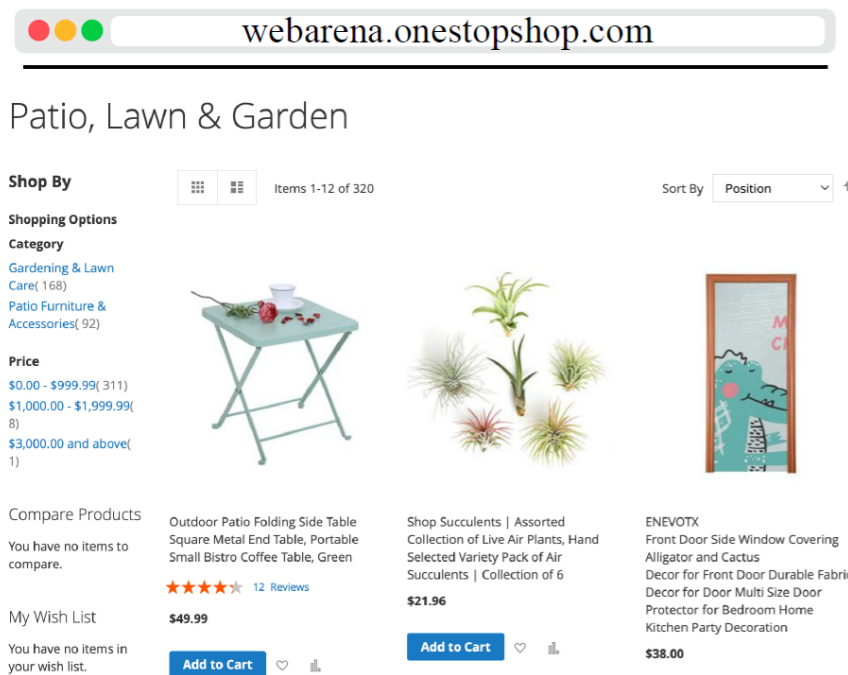 webarena.onestopshop.com
Patio, Lawn & Garden
Shop By
Items 1-12 of 320
Sort By
Position
Shopping Options
Category
Gardening & Lawn
Care( 168)
Patio Furniture &
Accessories( 92)
Price
$0.00 - $999.99( 311)
$1,000.00 - $1,999.99(
8)
$3,000.00 and above(
1)
Compare Products
You have no items to
compare.
My Wish List
You have no items in
your wish list.
Outdoor Patio Folding Side Table
Square Metal End Table, Portable
Small Bistro Coffee Table, Green
12 Reviews
$49.99
Add to Cart
Shop Succulents | Assorted
Collection of Live Air Plants, Hand
Selected Variety Pack of Air
Succulents | Collection of 6
$21.96
Add to Cart
ENEVOTX
Front Door Side Window Covering
Alligator and Cactus
Decor for Front Door Durable Fabric
Decor for Door Multi Size Door
Protector for Bedroom Home
Kitchen Party Decoration
$38.00